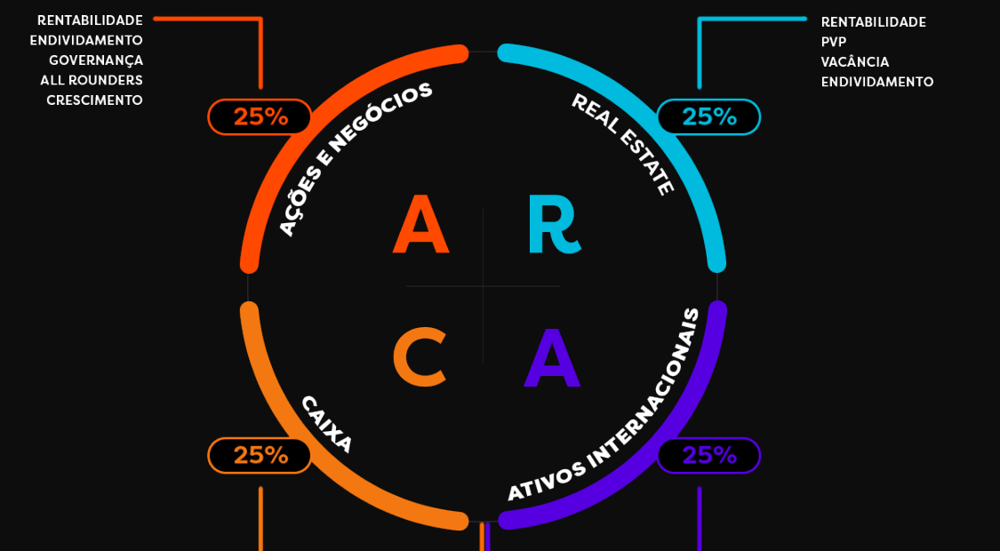 RENTABILIDADE
ENDIVIDAMENTO
GOVERNANÇA
ALL ROUNDERS
CRESCIMENTO
RENTABILIDADE
PVP
VACÂNCIA
ENDIVIDAMENTO
25%
25%
AÇÕES E NEGÓCIOS
REAL ESTATE
A R
C A
CAIXA
ATIVOS INTERNACIONAIS
25%
25%